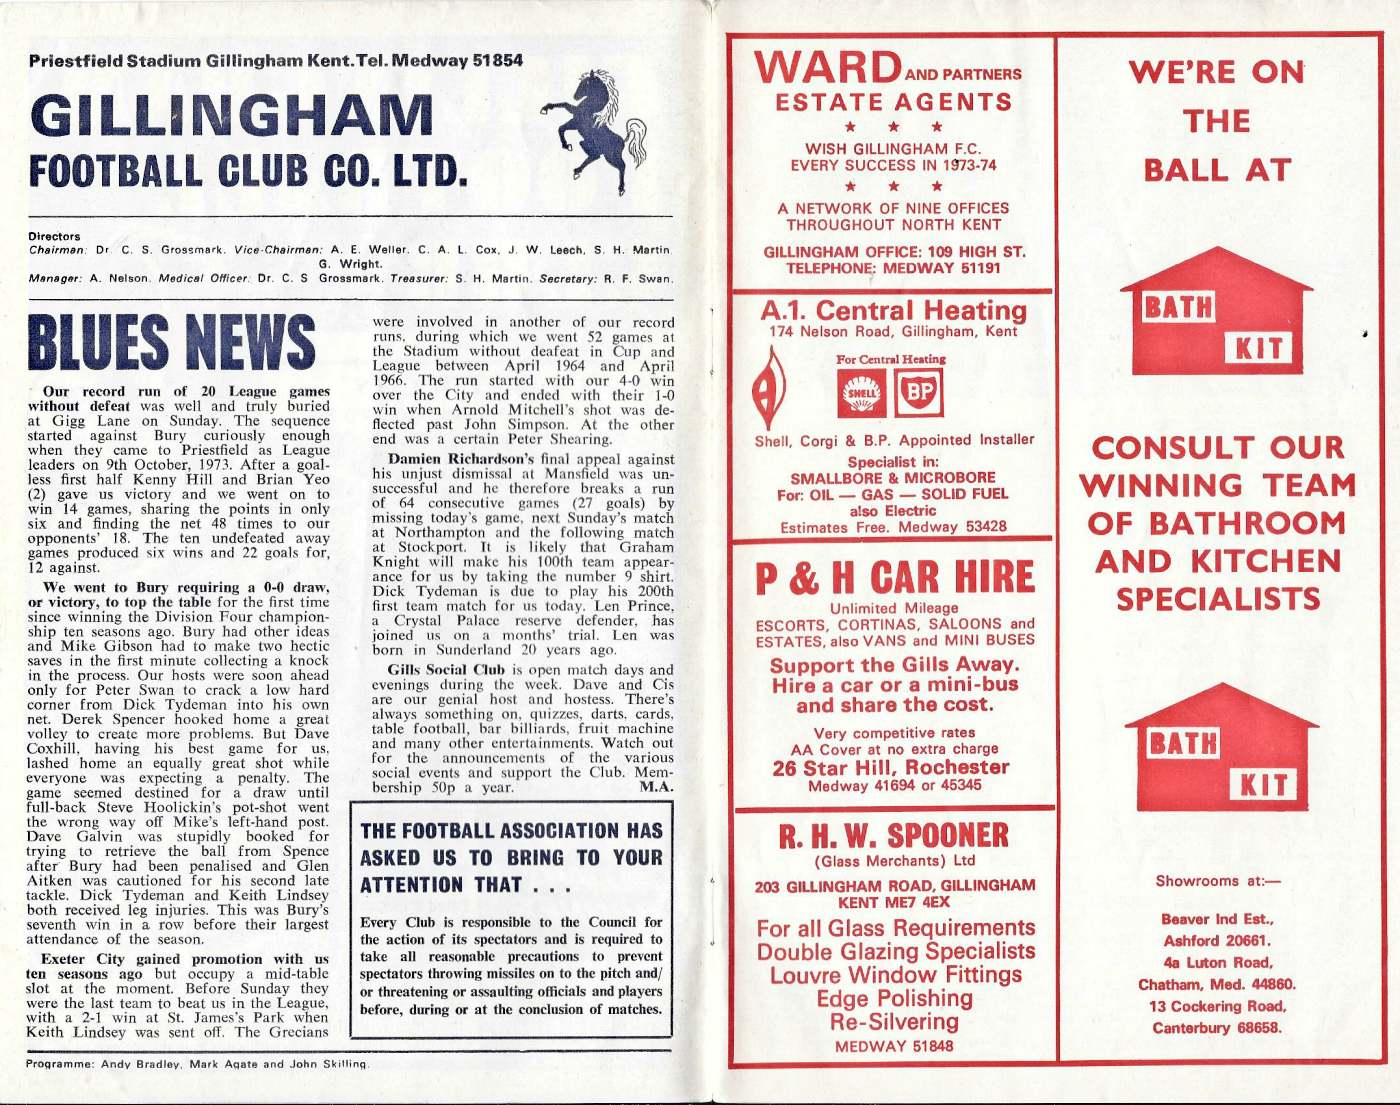 Priestfield Stadium Gillingham Kent. Tel. Medway 51854
GILLINGHAM
FOOTBALL CLUB CO. LTD.
Directors
Chairman: Dr C. S. Grossmark. Vice-Chairman: A. E. Weller. C. A. L. Cox, J. W. Leech, S. H. Martin.
G. Wright.
Manager: A. Nelson. Medical Officer: Dr. C. S Grossmark. Treasurer: S. H. Martin. Secretary: R. F. Swan.
BLUES NEWS
Our record run of 20 League games
without defeat was well and truly buried
at Gigg Lane on Sunday. The sequence
started against Bury curiously enough
when they came to Priestfield as League
leaders on 9th October, 1973. After a goal-
less first half Kenny Hill and Brian Yeo
(2) gave us victory and we went on to
win 14 games, sharing the points in only
six and finding the net 48 times to our
opponents' 18. The ten undefeated away
games produced six wins and 22 goals for,
12 against.
We went to Bury requiring a 0-0 draw,
or victory, to top the table for the first time
since winning the Division Four champion-
ship ten seasons ago. Bury had other ideas
and Mike Gibson had to make two hectic
saves in the first minute collecting a knock
in the process. Our hosts were soon ahead
only for Peter Swan to crack a low hard
corner from Dick Tydeman into his own
net. Derek Spencer hooked home a great
volley to create more problems. But Dave
Coxhill, having his best game for us,
lashed home an equally great shot while
everyone was expecting a penalty. The
game seemed destined for a draw until
full-back Steve Hoolickin's pot-shot went
the wrong way off Mike's left-hand post.
Dave Galvin was stupidly booked for
trying to retrieve the ball from Spence
after Bury had been penalised and Glen
Aitken was cautioned for his second late
tackle. Dick Tydeman and Keith Lindsey
both received leg injuries. This was Bury's
seventh win in a row before their largest
attendance of the season.
Exeter City gained promotion with us
ten seasons ago but occupy a mid-table
slot at the moment. Before Sunday they
were the last team to beat us in the League,
with a 2-1 win at St. James's Park when
Keith Lindsey was sent off. The Grecians
were involved in another of our record
runs, during which we went 52 games at
the Stadium without deafeat in Cup and
League between April 1964 and April
1966. The run started with our 4-0 win
over the City and ended with their 1-0
win when Arnold Mitchell's shot was de-
flected past John Simpson. At the other
end was a certain Peter Shearing.
Damien Richardson's final appeal against
his unjust dismissal at Mansfield was un-
successful and he therefore breaks a run
of 64 consecutive games (27 goals) by
missing today's game, next Sunday's match
at Northampton and the following match
at Stockport. It is likely that Graham
Knight will make his 100th team appear-
ance for us by taking the number 9 shirt.
Dick Tydeman is due to play his 200th
first team match for us today. Len Prince,
a Crystal Palace reserve defender, has
joined us on a months' trial. Len was
born in Sunderland 20 years ago.
Gills Social Club is open match days and
evenings during the week. Dave and Cis
are our genial host and hostess. There's
always something on, quizzes, darts, cards,
table football, bar billiards, fruit machine
and many other entertainments. Watch out
for the announcements of the various
social events and support the Club. Mem-
bership 50p a year. M.A.
THE FOOTBALL ASSOCIATION HAS
ASKED US TO BRING TO YOUR
ATTENTION THAT . . .
Every Club is responsible to the Council for
the action of its spectators and is required to
take all reasonable precautions to prevent
spectators throwing missiles on to the pitch and/
or threatening or assaulting officials and players
before, during or at the conclusion of matches.
Programme: Andy Bradley, Mark Agate and John Skilling.
WARD AND PARTNERS
ESTATE AGENTS
WISH GILLINGHAM F.C.
EVERY SUCCESS IN 1973-74
A NETWORK OF NINE OFFICES
THROUGHOUT NORTH KENT
GILLINGHAM OFFICE: 109 HIGH ST.
TELEPHONE: MEDWAY 51191
A.1. Central Heating
174 Nelson Road, Gillingham, Kent
For Central Heating
A
SHELL
BP
Shell, Corgi & B.P. Appointed Installer
Specialist in:
SMALLBORE & MICROBORE
For: OIL — GAS — SOLID FUEL
also Electric
Estimates Free. Medway 53428
P & H CAR HIRE
Unlimited Mileage
ESCORTS, CORTINAS, SALOONS and
ESTATES, also VANS and MINI BUSES
Support the Gills Away.
Hire a car or a mini-bus
and share the cost.
Very competitive rates
AA Cover at no extra charge
26 Star Hill, Rochester
Medway 41694 or 45345
R. H. W. SPOONER
(Glass Merchants) Ltd
203 GILLINGHAM ROAD, GILLINGHAM
KENT ME7 4EX
For all Glass Requirements
Double Glazing Specialists
Louvre Window Fittings
Edge Polishing
Re-Silvering
MEDWAY 51848
WE'RE ON
THE
BALL AT
BATH
KIT
CONSULT OUR
WINNING TEAM
OF BATHROOM
AND KITCHEN
SPECIALISTS
BATH
KIT
Showrooms at:—
Beaver Ind Est.,
Ashford 20661.
4a Luton Road,
Chatham, Med. 44860.
13 Cockering Road,
Canterbury 68658.